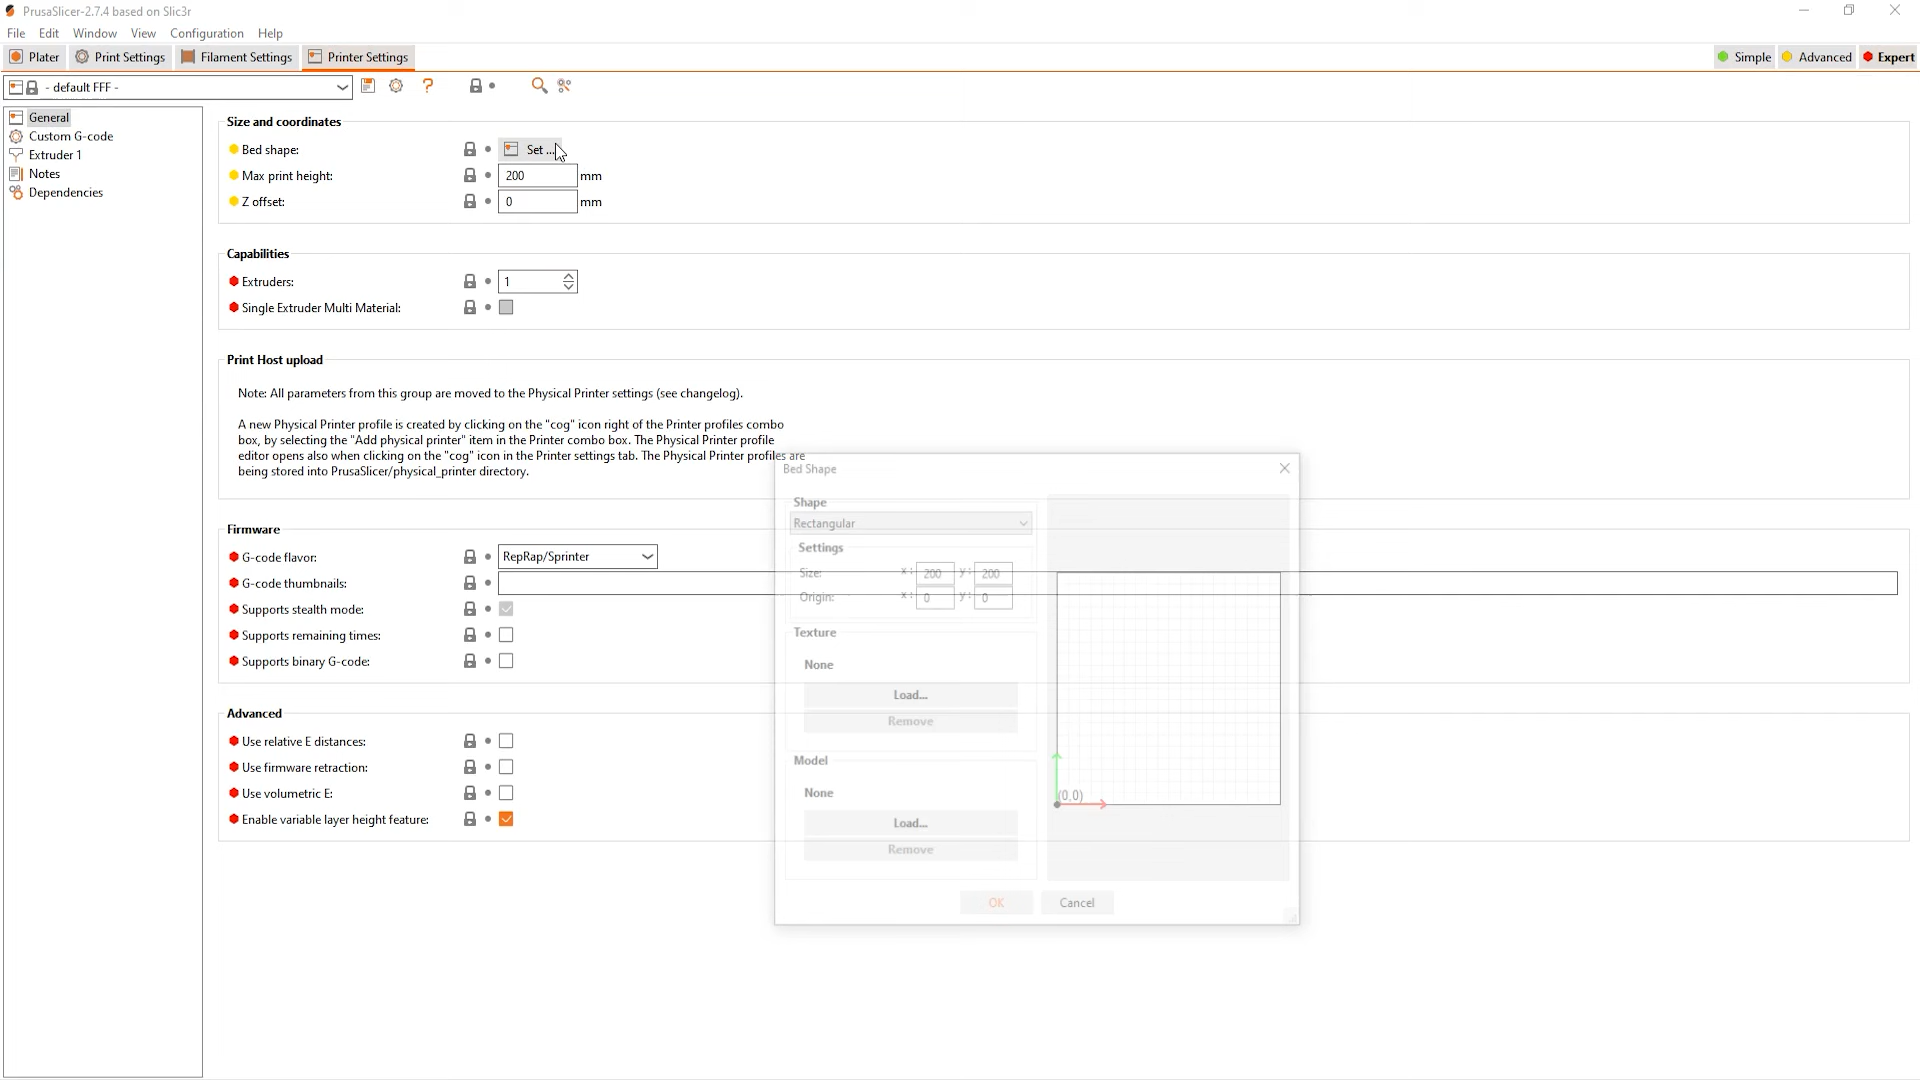 PrusaSlicer-2.7.4 based on Slic3r
File Edit Window View Configuration Help
Plater Print Settings Filament Settings Printer Settings Simple Advanced Expert
- default FFF -
General
Custom G-code
Extruder 1
Notes
Dependencies
Size and coordinates
Bed shape: Set ...
Max print height: 200 mm
Z offset: 0 mm
Capabilities
Extruders: 1
Single Extruder Multi Material:
Print Host upload
Note: All parameters from this group are moved to the Physical Printer settings (see changelog).
A new Physical Printer profile is created by clicking on the "cog" icon right of the Printer profiles combo
box, by selecting the "Add physical printer" item in the Printer combo box. The Physical Printer profile
editor opens also when clicking on the "cog" icon in the Printer settings tab. The Physical Printer profiles are
being stored into PrusaSlicer/physical_printer directory.
Firmware
G-code flavor: RepRap/Sprinter
G-code thumbnails:
Supports stealth mode:
Supports remaining times:
Supports binary G-code:
Advanced
Use relative E distances:
Use firmware retraction:
Use volumetric E:
Enable variable layer height feature:
Bed Shape
Shape
Rectangular
Settings
Size: x: 200 y: 200
Origin: x: 0 y: 0
Texture
None
Load...
Remove
Model
None
Load...
Remove
(0,0)
OK Cancel